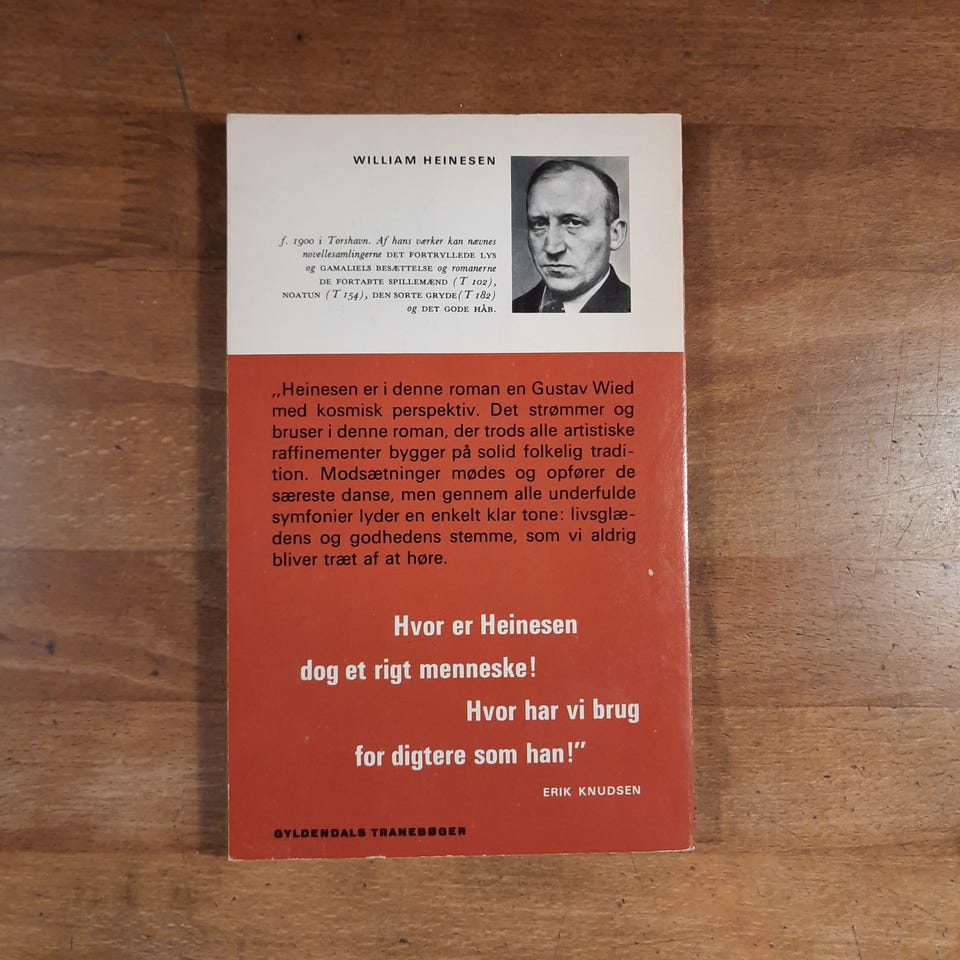 WILLIAM HEINESEN
f. 1900 i Torshavn. Af hans værker kan nævnes
novellesamlingerne DET FORTRYLLEDE LYS
og GAMALIELS BESÆTTELSE og romanerne
DE FORTABTE SPILLEMÆND (T 102),
NOATUN (T 154), DEN SORTE GRYDE (T 182)
og DET GODE HÅB.
„Heinesen er i denne roman en Gustav Wied
med kosmisk perspektiv. Det strømmer og
bruser i denne roman, der trods alle artistiske
raffinementer bygger på solid folkelig tradi-
tion. Modsætninger mødes og opfører de
særeste danse, men gennem alle underfulde
symfonier lyder en enkelt klar tone: livsglæ-
dens og godhedens stemme, som vi aldrig
bliver træt af at høre.
Hvor er Heinesen
dog et rigt menneske!
Hvor har vi brug
for digtere som han!”
ERIK KNUDSEN
GYLDENDALS TRANEBØGER